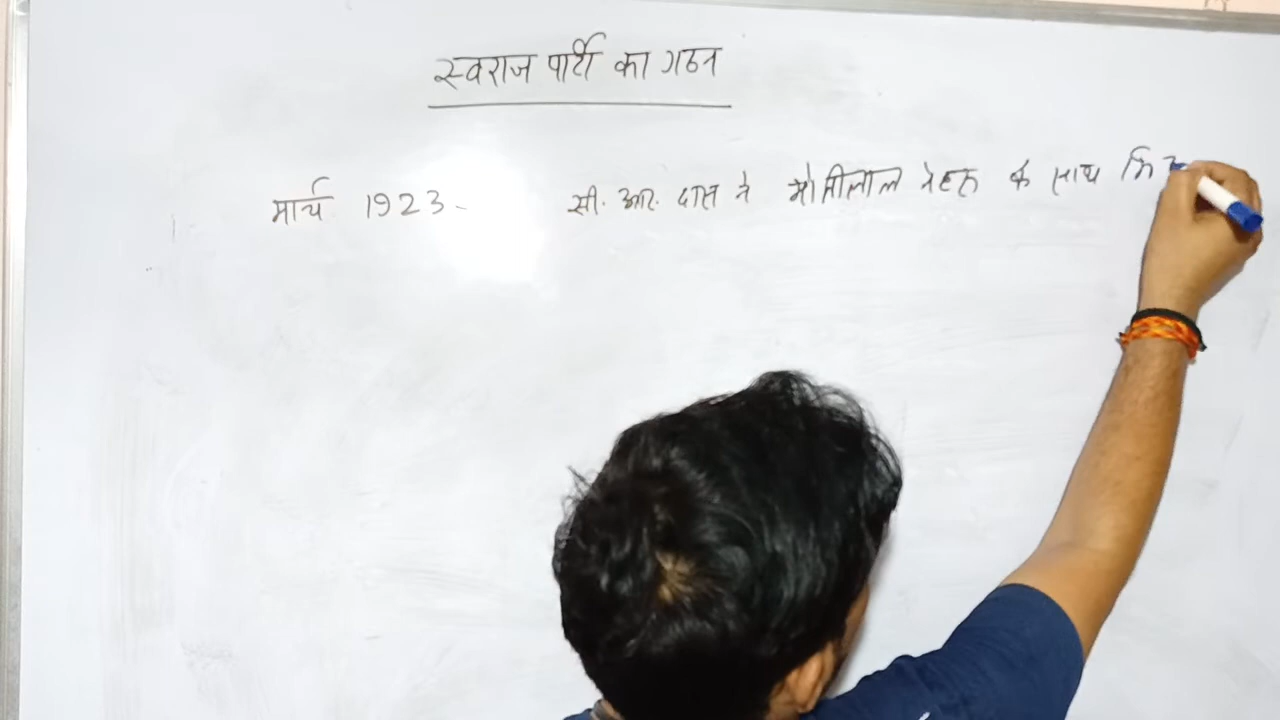 स्वराज पार्टी का गठन
मार्च 1923- सी. आर. दास ने मोतीलाल नेहरू के साथ